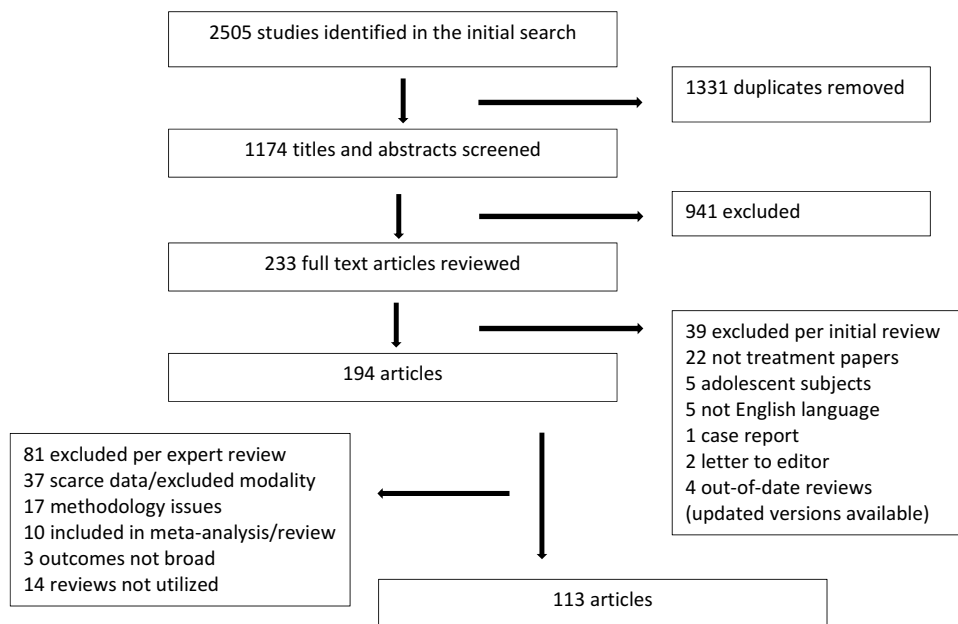 2505 studies identified in the initial search
1331 duplicates removed
1174 titles and abstracts screened
941 excluded
233 full text articles reviewed
39 excluded per initial review
22 not treatment papers
5 adolescent subjects
5 not English language
1 case report
2 letter to editor
4 out-of-date reviews
(updated versions available)
194 articles
81 excluded per expert review
37 scarce data/excluded modality
17 methodology issues
10 included in meta-analysis/review
3 outcomes not broad
14 reviews not utilized
113 articles